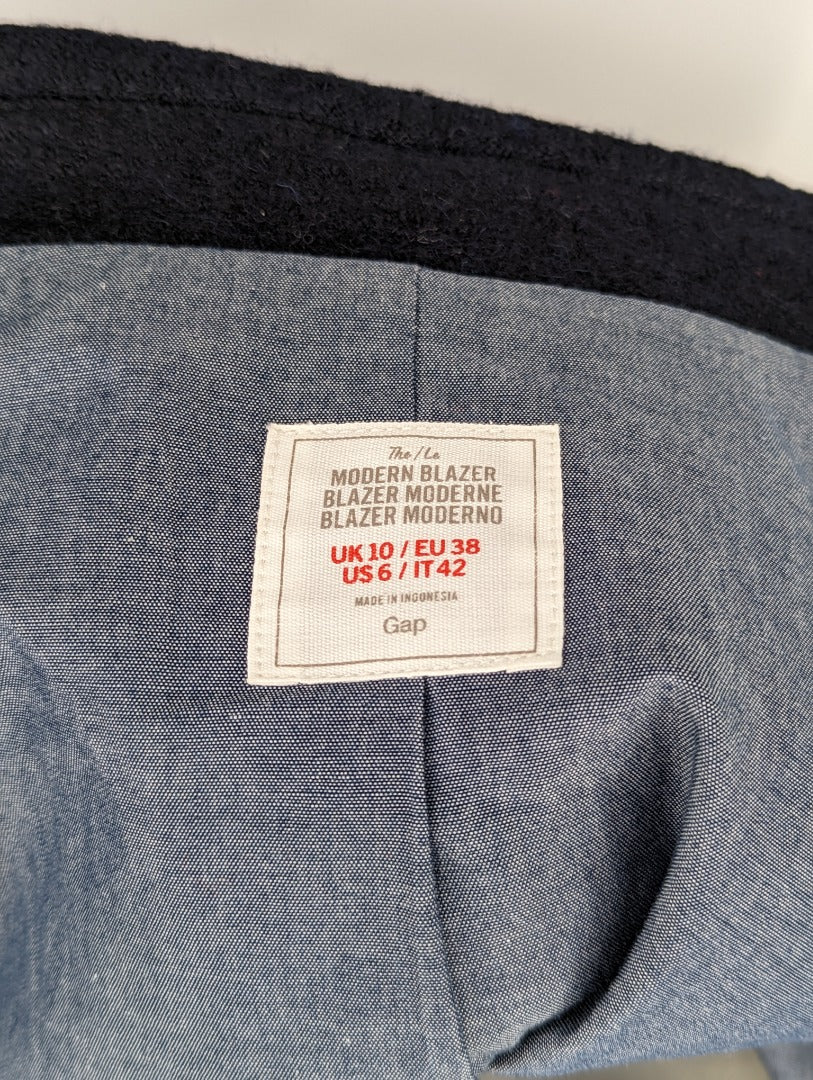 The / Le
MODERN BLAZER
BLAZER MODERNE
BLAZER MODERNO
UK 10 / EU 38
US 6 / IT 42
MADE IN INDONESIA
Gap